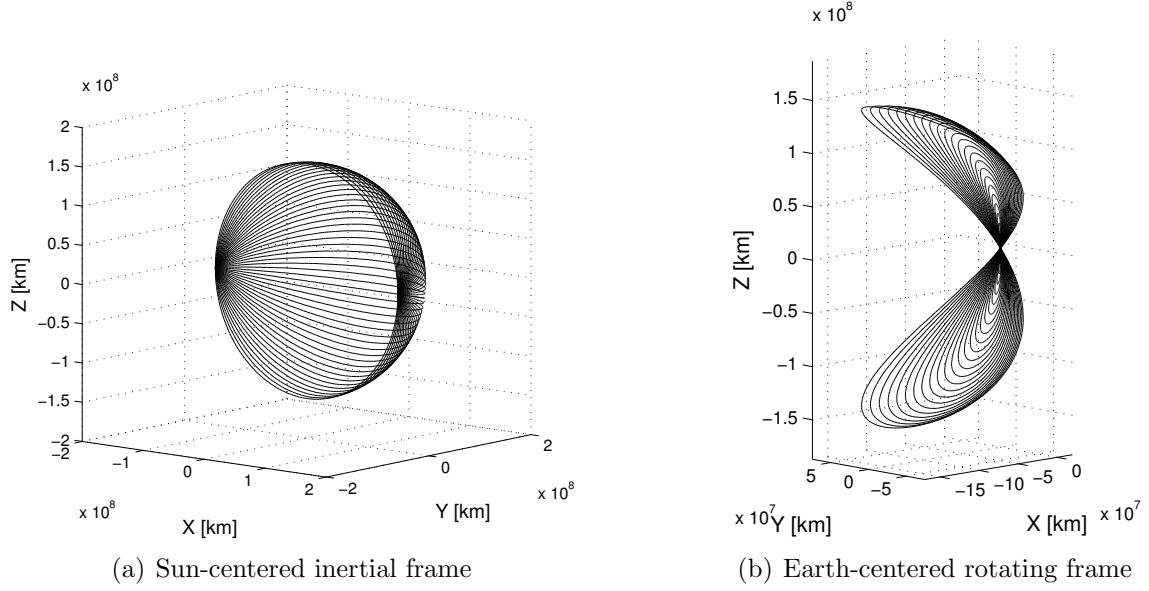 x 10^8
2
1.5
1
0.5
0
−0.5
−1
−1.5
−2
Z [km]
−2
−1
0
1
2
x 10^8
X [km]
−2
0
2
x 10^8
Y [km]
(a) Sun-centered inertial frame
x 10^8
1.5
1
0.5
0
−0.5
−1
−1.5
Z [km]
5
0
−5
x 10^7
Y [km]
−15
−10
−5
0
x 10^7
X [km]
(b) Earth-centered rotating frame